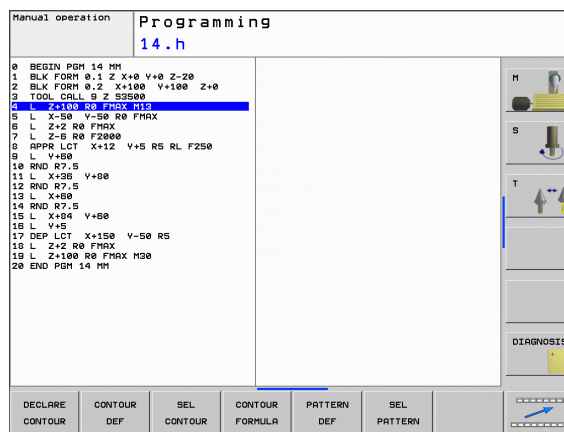 Manual operation
Programming
14.h
0 BEGIN PGM 14 MM
1 BLK FORM 0.1 Z X+0 Y+0 Z-20
2 BLK FORM 0.2 X+100 Y+100 Z+0
3 TOOL CALL 9 Z S3500
4 L Z+100 R0 FMAX M13
5 L X-50 Y-50 R0 FMAX
6 L Z+2 R0 FMAX
7 L Z-6 R0 F2000
8 APPR LCT X+12 Y+5 R5 RL F250
9 L Y+60
10 RND R7.5
11 L X+36 Y+80
12 RND R7.5
13 L X+60
14 RND R7.5
15 L X+84 Y+60
16 L Y+5
17 DEP LCT X+150 Y-50 R5
18 L Z+2 R0 FMAX
19 L Z+100 R0 FMAX M30
20 END PGM 14 MM
M
S
T
DIAGNOSIS
DECLARE CONTOUR
CONTOUR DEF
SEL CONTOUR
CONTOUR FORMULA
PATTERN DEF
SEL PATTERN